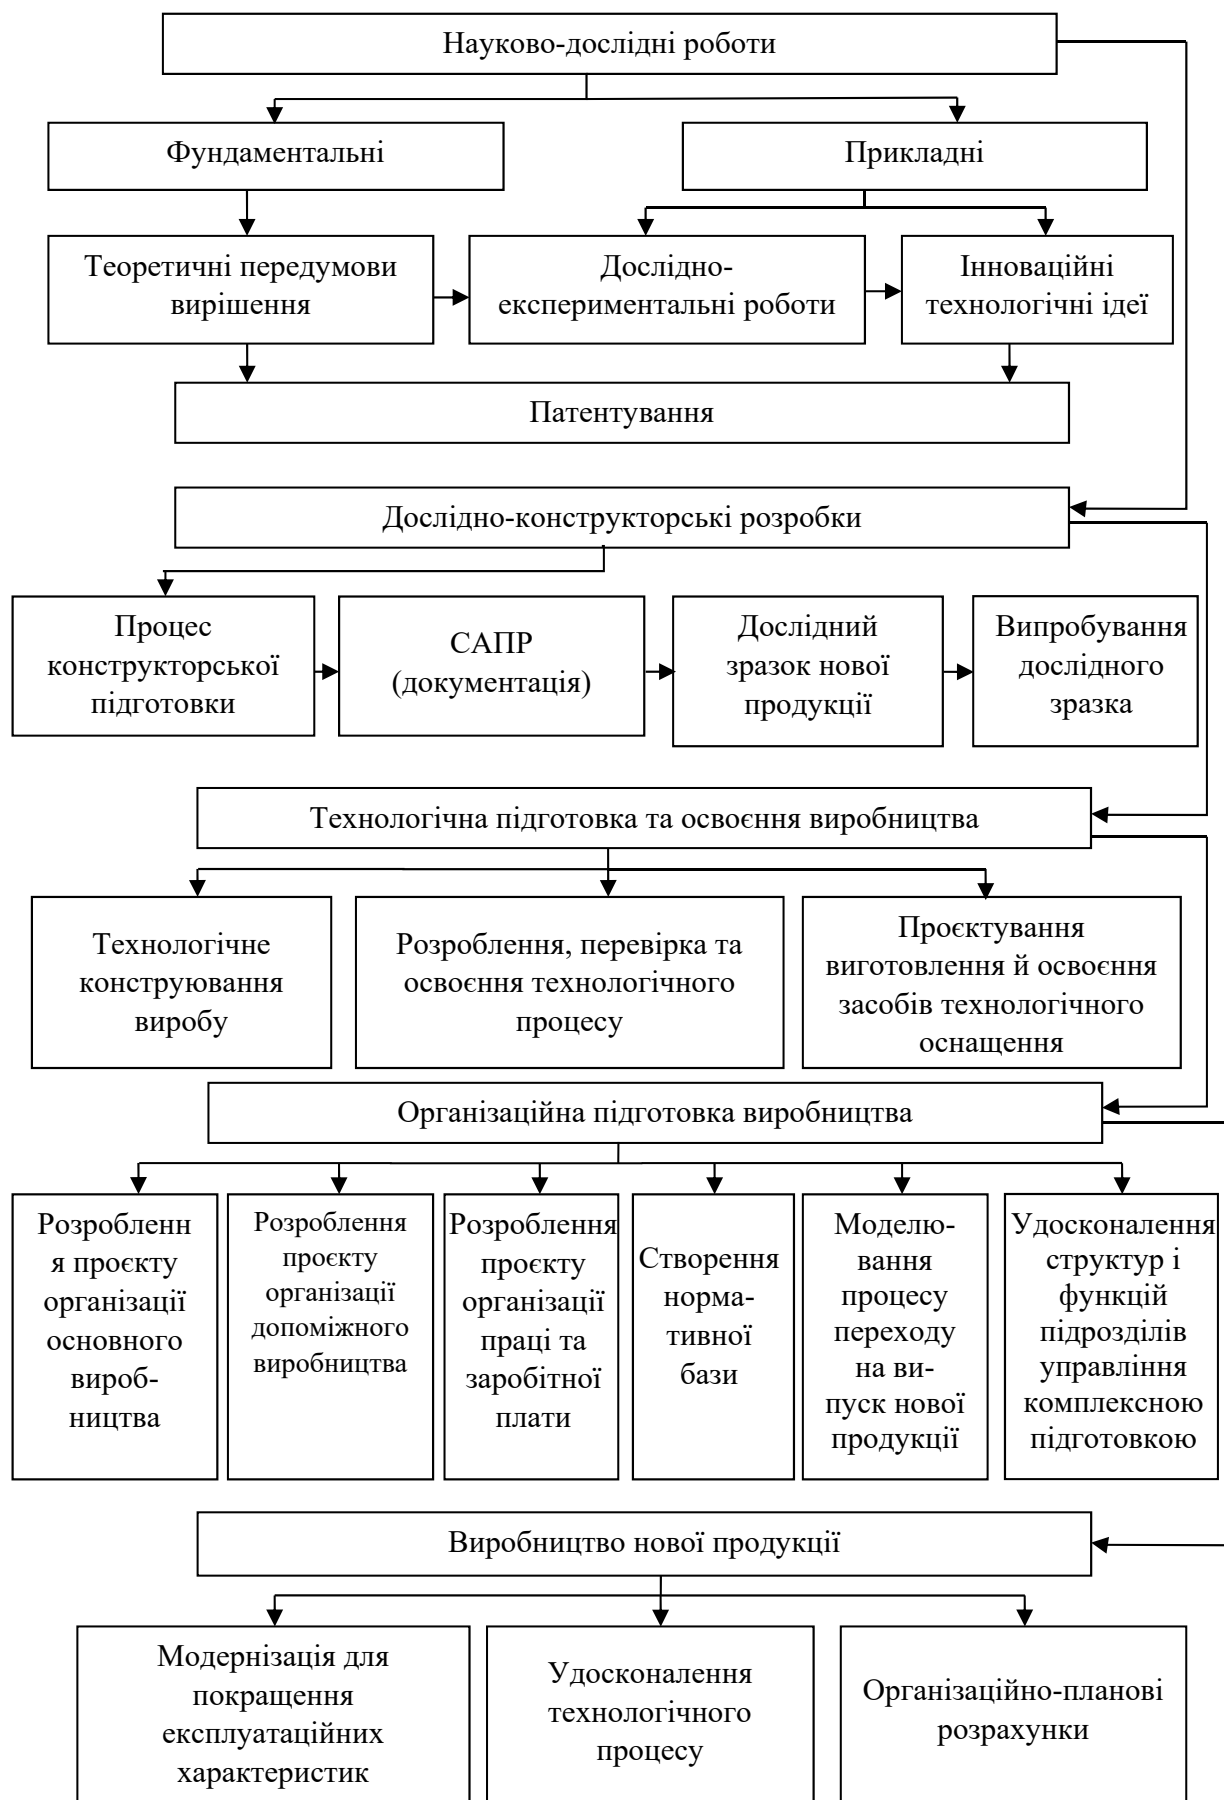 Науково-дослідні роботи
Фундаментальні
Прикладні
Теоретичні передумови
вирішення
Дослідно-
експериментальні роботи
Інноваційні
технологічні ідеї
Патентування
Дослідно-конструкторські розробки
Процес
конструкторської
підготовки
САПР
(документація)
Дослідний
зразок нової
продукції
Випробування
дослідного
зразка
Технологічна підготовка та освоєння виробництва
Технологічне
конструювання
виробу
Розроблення, перевірка та
освоєння технологічного
процесу
Проєктування
виготовлення й освоєння
засобів технологічного
оснащення
Організаційна підготовка виробництва
Розробленн
я проєкту
організації
основного
вироб-
ництва
Розроблення
проєкту
організації
допоміжного
виробництва
Розроблення
проєкту
організації
праці та
заробітної
плати
Створення
норма-
тивної
бази
Моделю-
вання
процесу
переходу
на ви-
пуск нової
продукції
Удосконалення
структур і
функцій
підрозділів
управління
комплексною
підготовкою
Виробництво нової продукції
Модернізація для
покращення
експлуатаційних
характеристик
Удосконалення
технологічного
процесу
Організаційно-планові
розрахунки